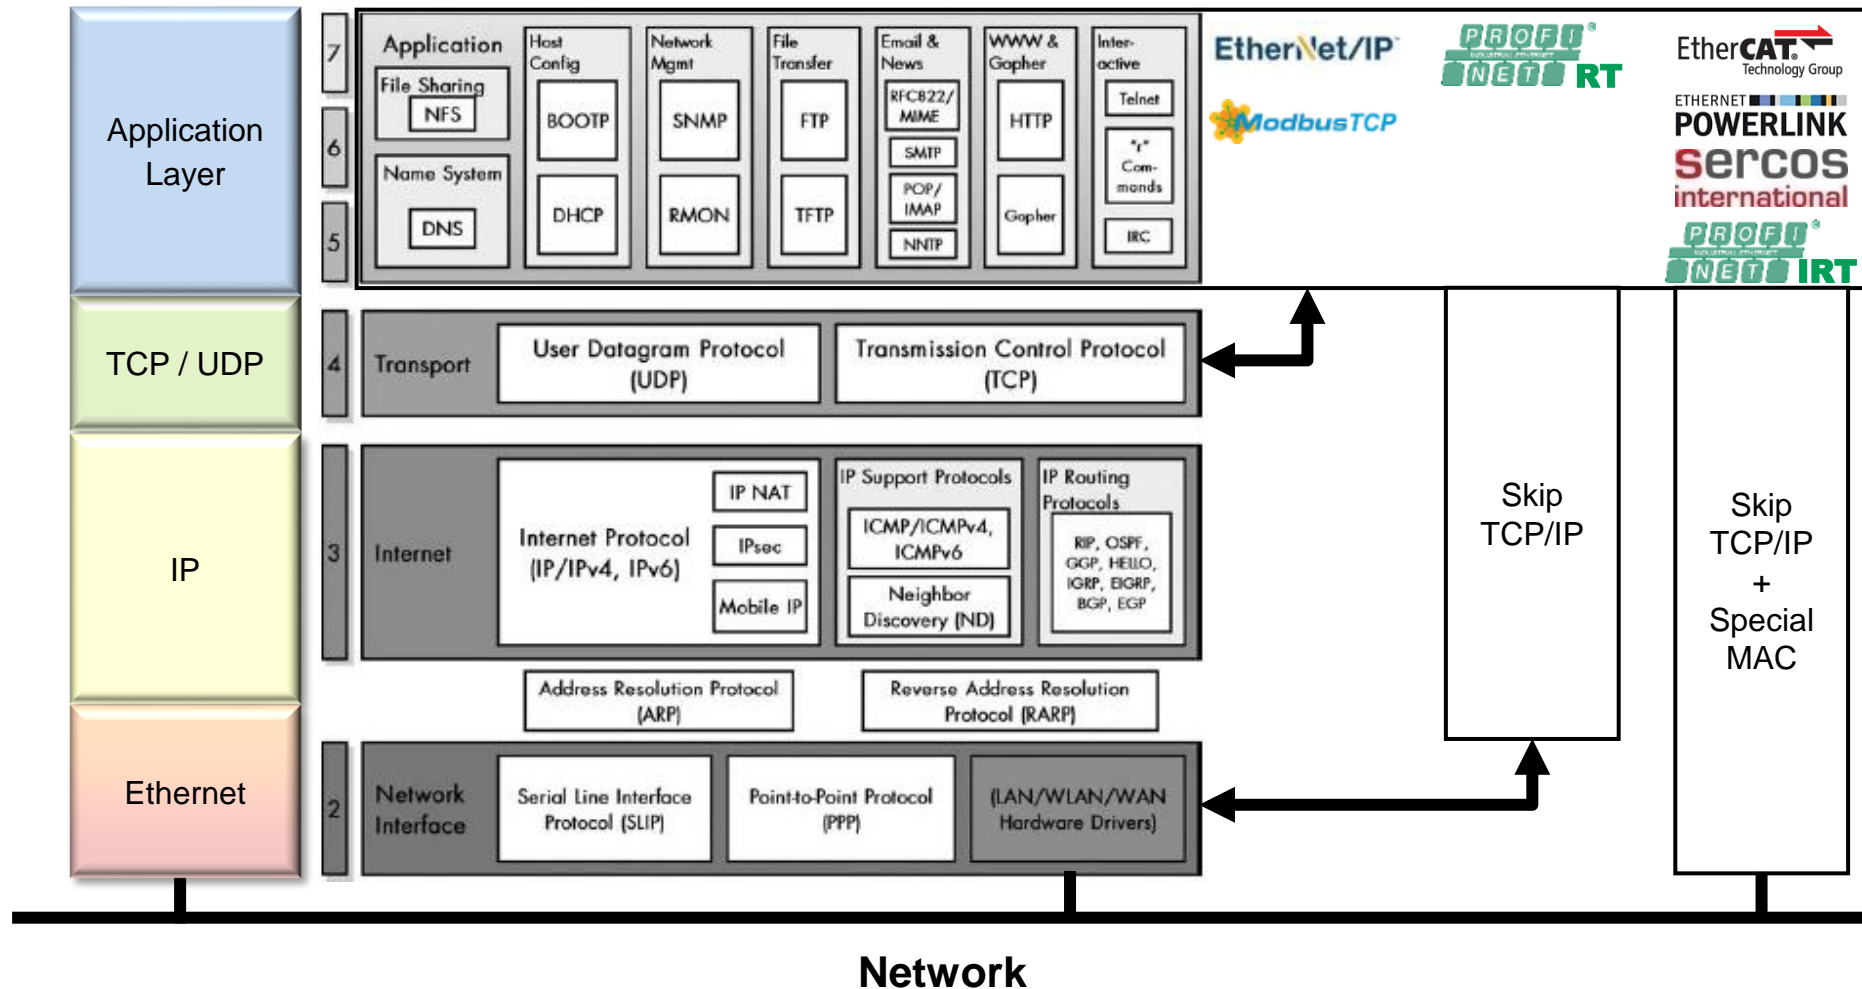 Application
Layer
TCP / UDP
IP
Ethernet
7
6
5
4
3
2
Application
File Sharing
NFS
Name System
DNS
Host
Config
BOOTP
DHCP
Network
Mgmt
SNMP
RMON
File
Transfer
FTP
TFTP
Email &
News
RFC822/
MIME
SMTP
POP/
IMAP
NNTP
WWW &
Gopher
HTTP
Gopher
Inter-
active
Telnet
"r"
Com-
mands
IRC
EtherNet/IP
ModbusTCP
PROFI®
INDUSTRIAL ETHERNET
NET RT
EtherCAT®
Technology Group
ETHERNET
POWERLINK
sercos
international
PROFI®
INDUSTRIAL ETHERNET
NET IRT
Transport
User Datagram Protocol
(UDP)
Transmission Control Protocol
(TCP)
Internet
Internet Protocol
(IP/IPv4, IPv6)
IP NAT
IPsec
Mobile IP
IP Support Protocols
ICMP/ICMPv4,
ICMPv6
Neighbor
Discovery (ND)
IP Routing
Protocols
RIP, OSPF,
GGP, HELLO,
IGRP, EIGRP,
BGP, EGP
Address Resolution Protocol
(ARP)
Reverse Address Resolution
Protocol (RARP)
Network
Interface
Serial Line Interface
Protocol (SLIP)
Point-to-Point Protocol
(PPP)
(LAN/WLAN/WAN
Hardware Drivers)
Skip
TCP/IP
Skip
TCP/IP
+
Special
MAC
Network